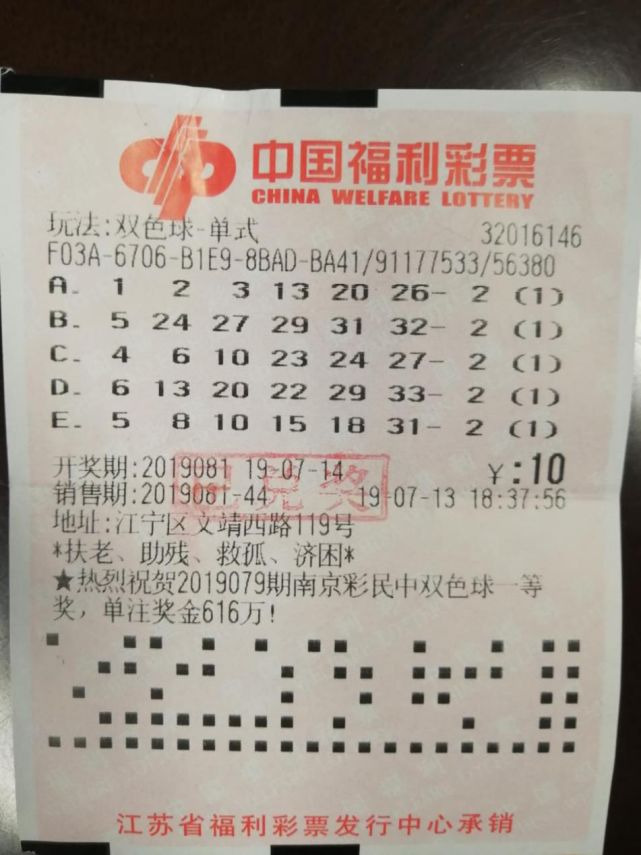 中国福利彩票
CHINA WELFARE LOTTERY
玩法:双色球-单式 32016146
F03A-6706-B1E9-8BAD-BA41/91177533/56380
A. 1 2 3 13 20 26- 2 (1)
B. 5 24 27 29 31 32- 2 (1)
C. 4 6 10 23 24 27- 2 (1)
D. 6 13 20 22 29 33- 2 (1)
E. 5 8 10 15 18 31- 2 (1)
开奖期:2019081 19-07-14 ¥:10
已兑奖
销售期:2019081-44 19-07-13 18:37:56
地址:江宁区文靖西路119号
*扶老、助残、救孤、济困*
★热烈祝贺2019079期南京彩民中双色球一等
奖，单注奖金616万!
江苏省福利彩票发行中心承销